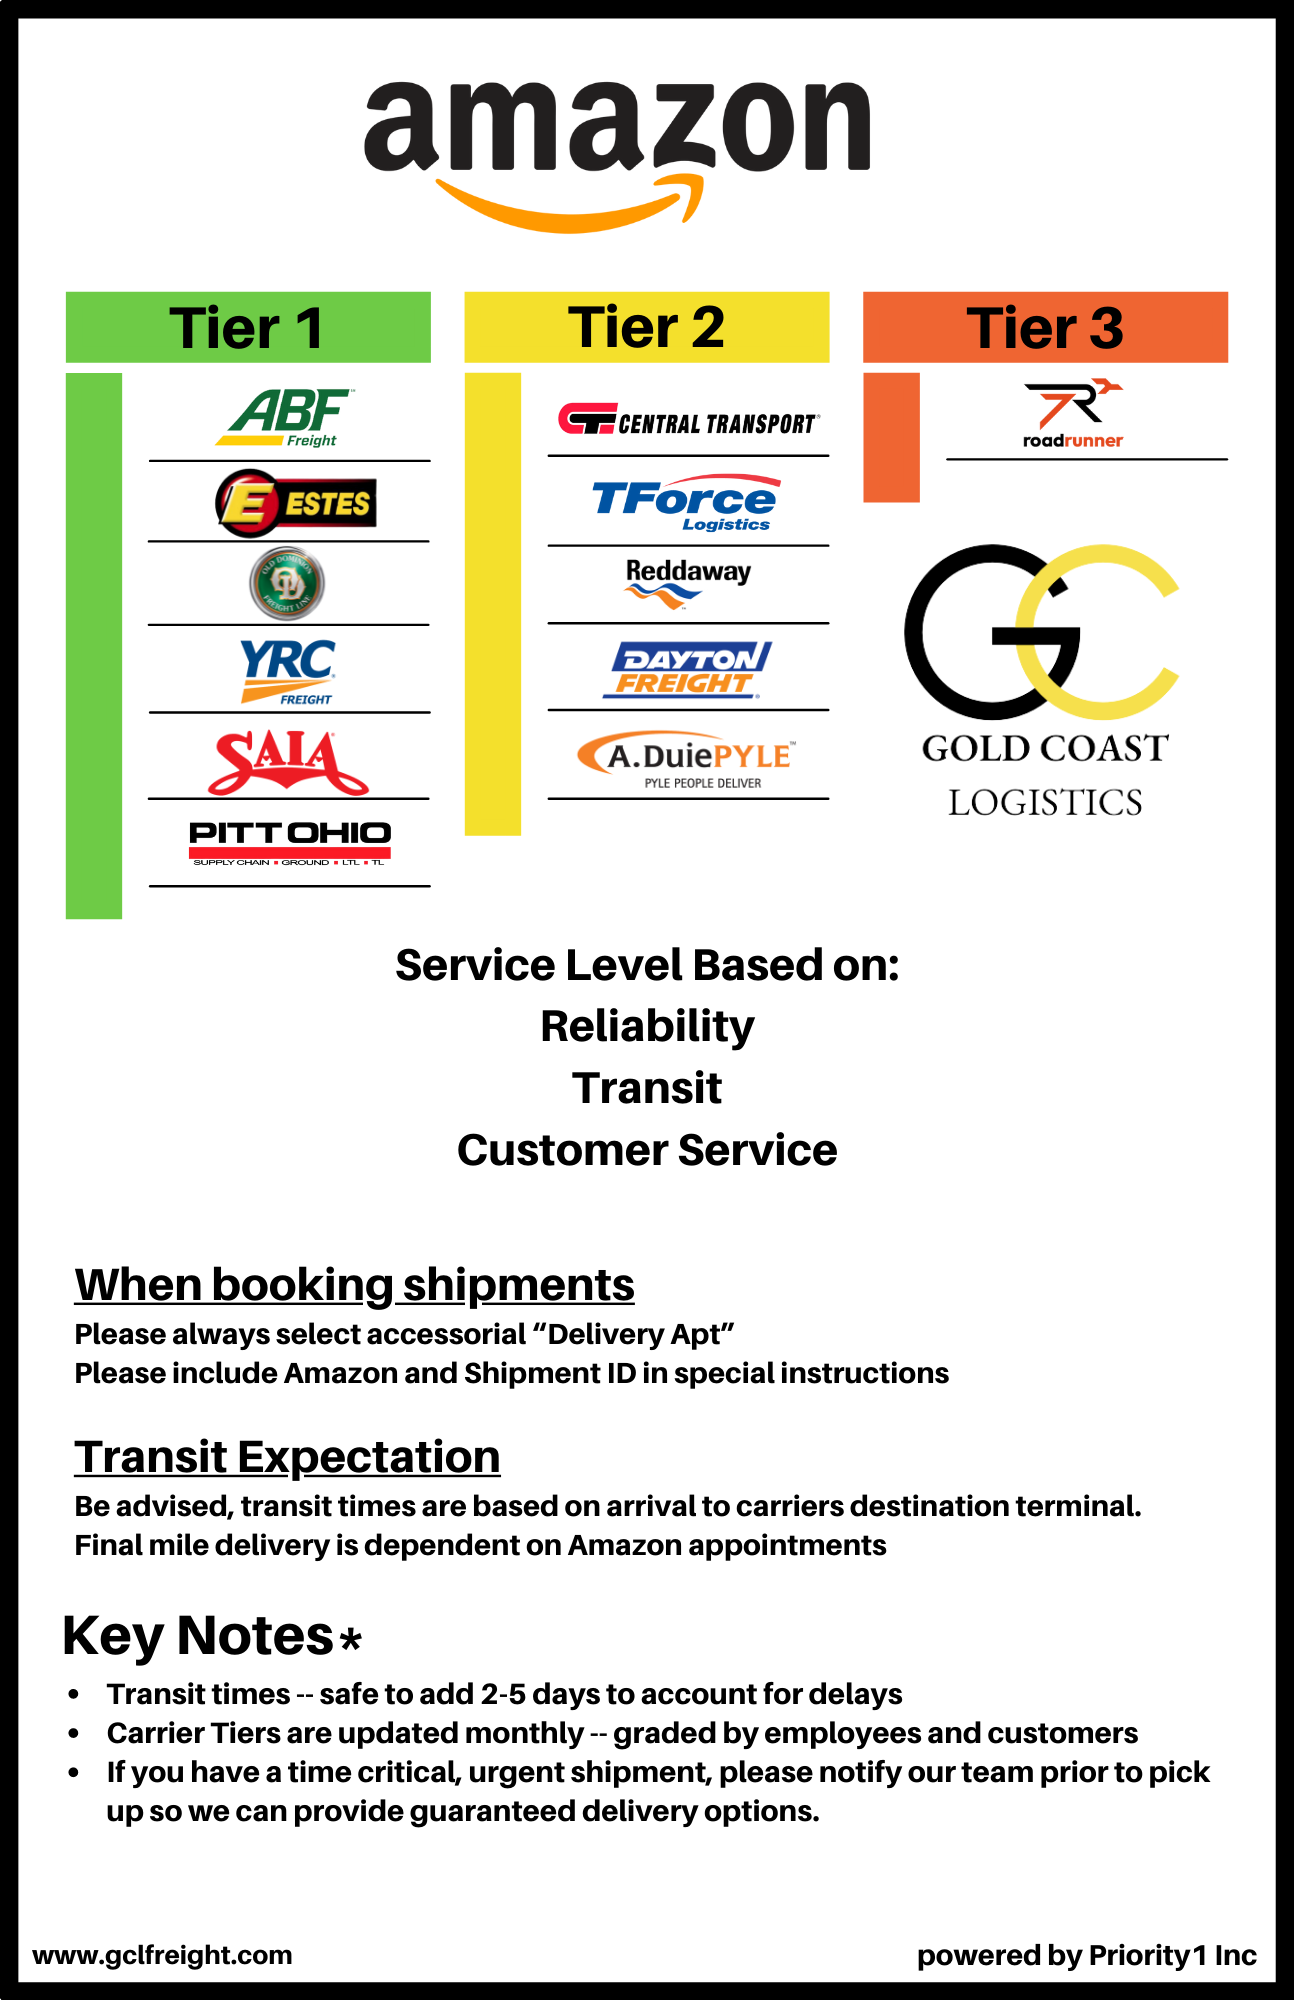 amazon
Tier 1
ABF
Freight
E ESTES
OLD DOMINION
OD
FREIGHT LINE
YRC
FREIGHT
SAIA
PITT OHIO
SUPPLY CHAIN ▪ GROUND ▪ LTL ▪ TL
Tier 2
CT CENTRAL TRANSPORT
TForce
Logistics
Reddaway
DAYTON
FREIGHT
A.DuiePYLE™
PYLE PEOPLE DELIVER
Tier 3
R
roadrunner
GC
GOLD COAST
LOGISTICS
Service Level Based on:
Reliability
Transit
Customer Service
When booking shipments
Please always select accessorial “Delivery Apt”
Please include Amazon and Shipment ID in special instructions
Transit Expectation
Be advised, transit times are based on arrival to carriers destination terminal.
Final mile delivery is dependent on Amazon appointments
Key Notes*
• Transit times -- safe to add 2-5 days to account for delays
• Carrier Tiers are updated monthly -- graded by employees and customers
• If you have a time critical, urgent shipment, please notify our team prior to pick
up so we can provide guaranteed delivery options.
www.gclfreight.com
powered by Priority1 Inc